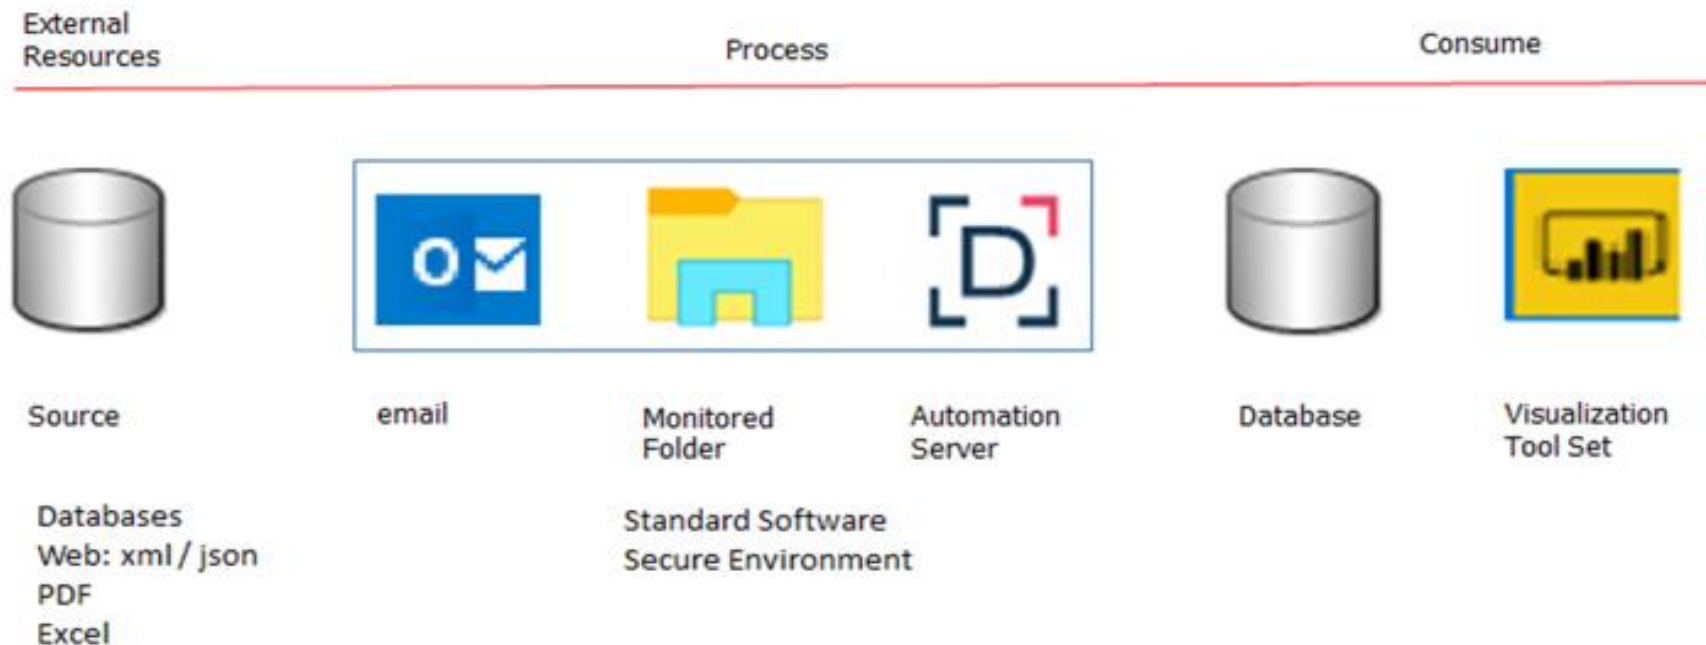 External
Resources
Process
Consume
Source
email
Monitored
Folder
Automation
Server
Database
Visualization
Tool Set
Databases
Web: xml / json
PDF
Excel
Standard Software
Secure Environment
O
D